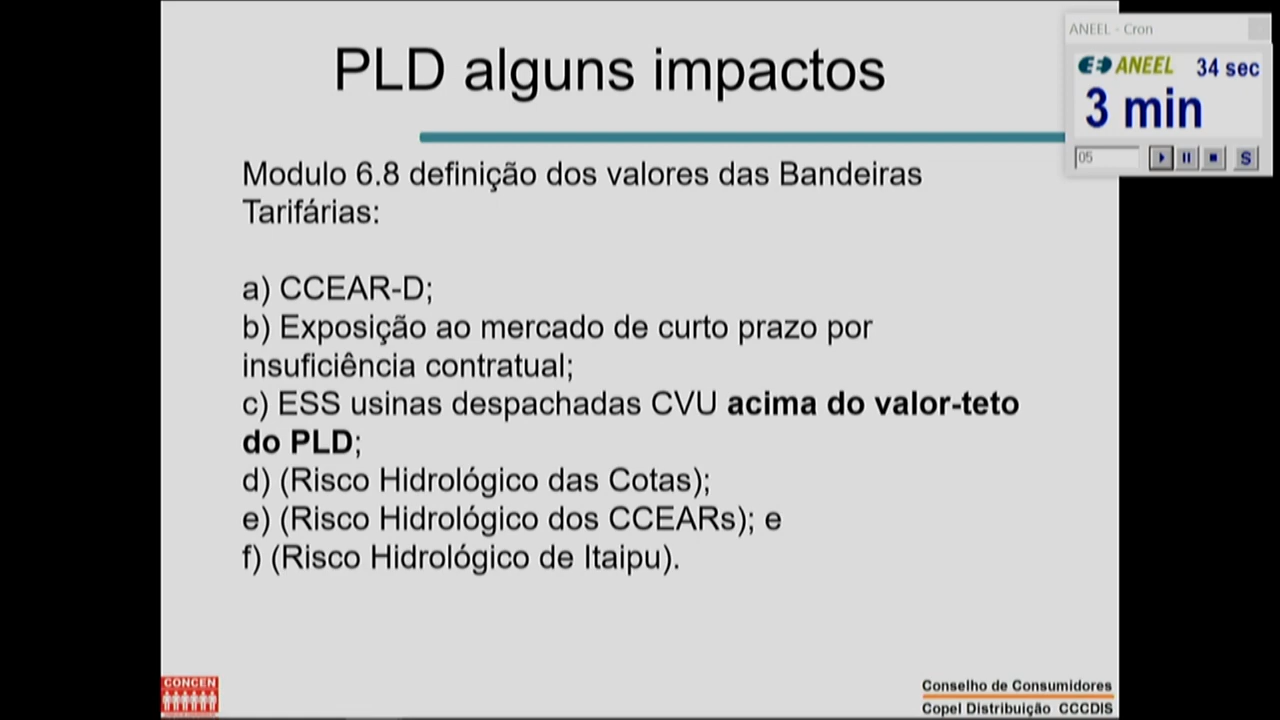 PLD alguns impactos
ANEEL - Cron
ANEEL 34 sec
3 min
05
S
Modulo 6.8 definição dos valores das Bandeiras
Tarifárias:
a) CCEAR-D;
b) Exposição ao mercado de curto prazo por
insuficiência contratual;
c) ESS usinas despachadas CVU acima do valor-teto
do PLD;
d) (Risco Hidrológico das Cotas);
e) (Risco Hidrológico dos CCEARs); e
f) (Risco Hidrológico de Itaipu).
CONCEN
Conselho de Consumidores
Copel Distribuição CCCDIS